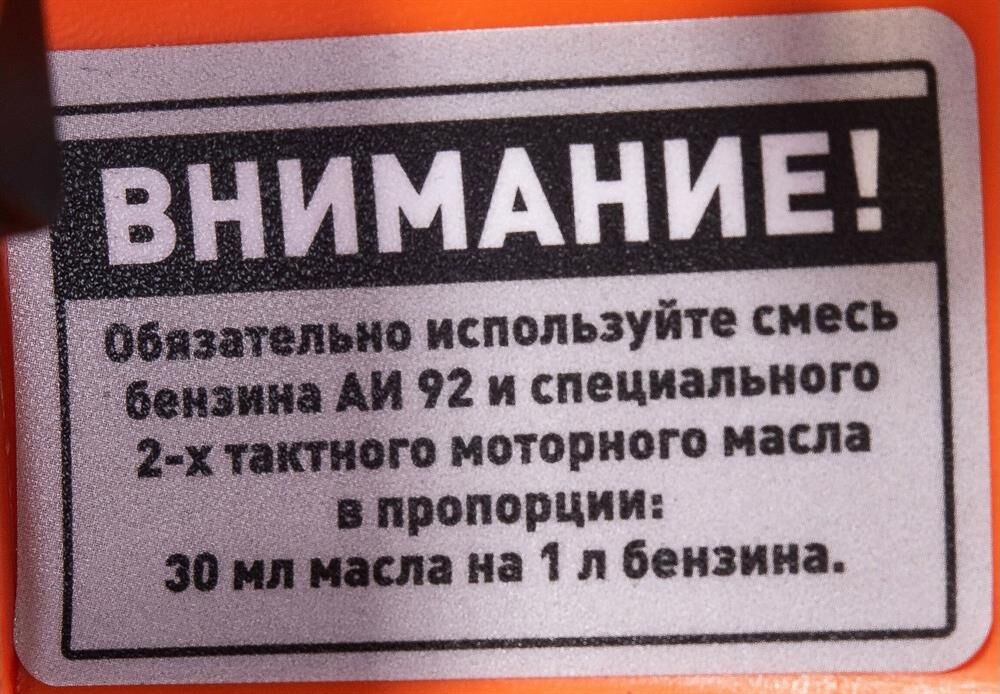 ВНИМАНИЕ!
Обязательно используйте смесь
бензина АИ 92 и специального
2-х тактного моторного масла
в пропорции:
30 мл масла на 1 л бензина.